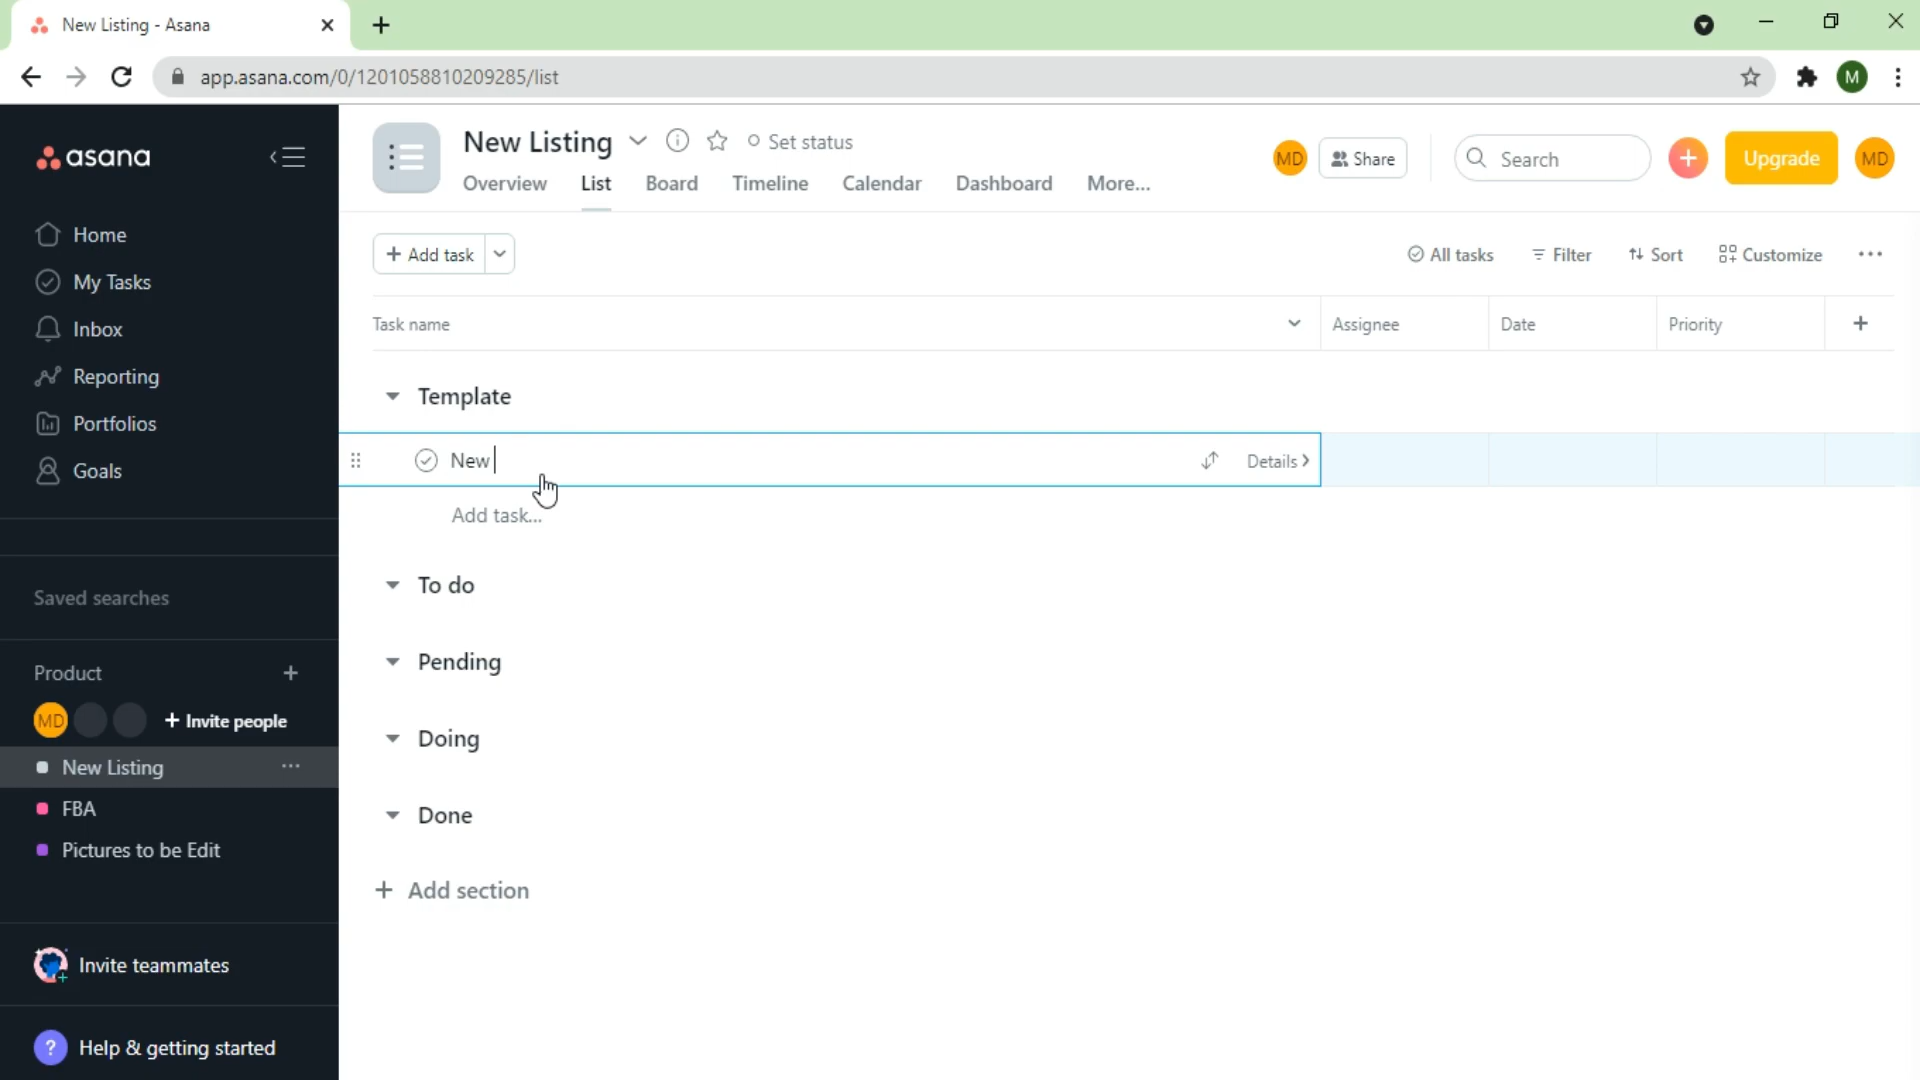 New Listing - Asana
app.asana.com/0/1201058810209285/list
M
asana
New Listing
Set status
MD
Share
Search
Upgrade
MD
Overview
List
Board
Timeline
Calendar
Dashboard
More...
Home
My Tasks
Inbox
Reporting
Portfolios
Goals
Saved searches
Product
MD
+ Invite people
New Listing
FBA
Pictures to be Edit
Invite teammates
? Help & getting started
+ Add task
All tasks
Filter
Sort
Customize
Task name
Assignee
Date
Priority
Template
New
Details
Add task...
To do
Pending
Doing
Done
+ Add section